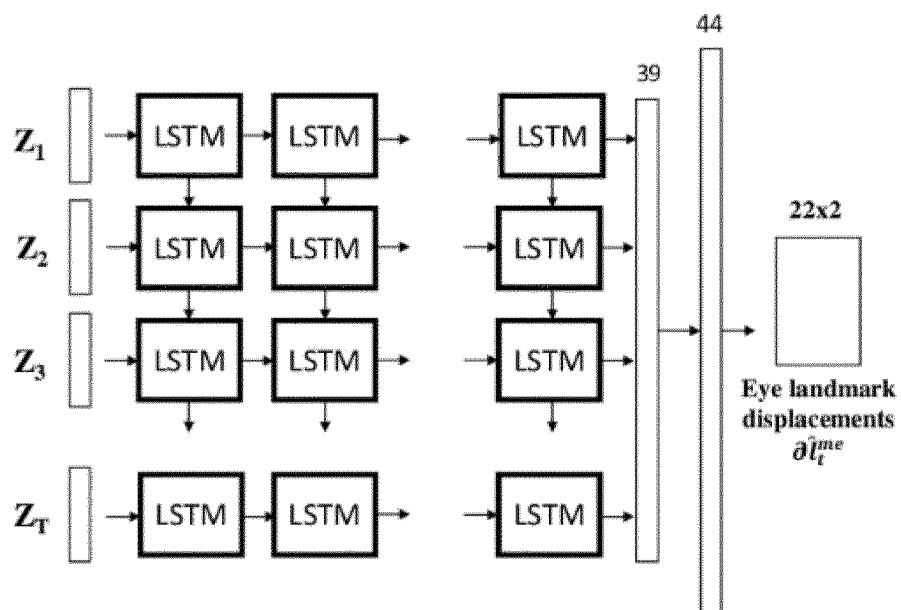 44
39
Z₁ LSTM LSTM LSTM
22x2
Z₂ LSTM LSTM LSTM
Z₃ LSTM LSTM LSTM
Eye landmark
displacements
∂l̂ₜᵐᵉ
Z_T LSTM LSTM LSTM